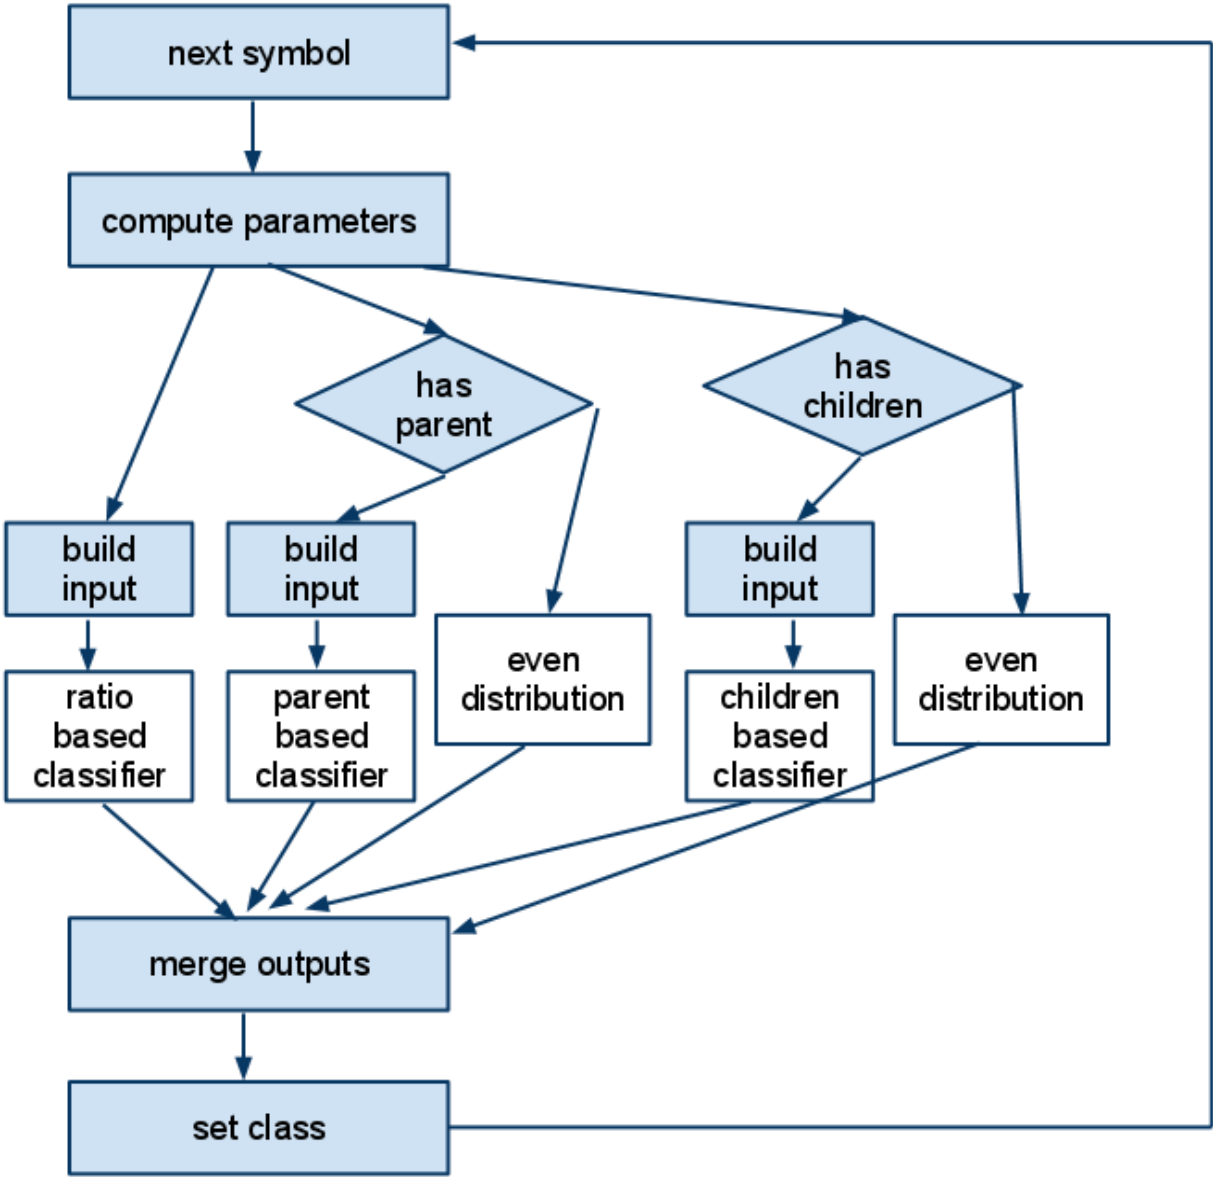 next symbol
compute parameters
has
parent
has
children
build
input
build
input
build
input
even
distribution
even
distribution
ratio
based
classifier
parent
based
classifier
children
based
classifier
merge outputs
set class